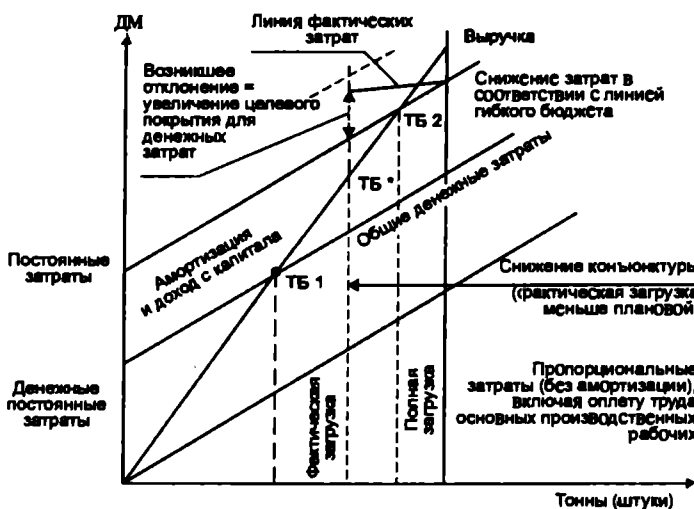 ДМ
Линия фактических
затрат
Выручка
Возникшее
отклонение =
увеличение целевого
покрытия для
денежных
затрат
Снижение затрат в
соответствии с линией
гибкого бюджета
ТБ 2
ТБ *
Общие денежные затраты
Амортизация
и доход с капитала
Постоянные
затраты
ТБ 1
Снижение конъюнктуры
(фактическая загрузка
меньше плановой
Денежные
постоянные
затраты
Фактическая
загрузка
Полная
загрузка
Пропорциональные
затраты (без амортизации),
включая оплату труда
основных производственных
рабочих
Тонны (штуки)